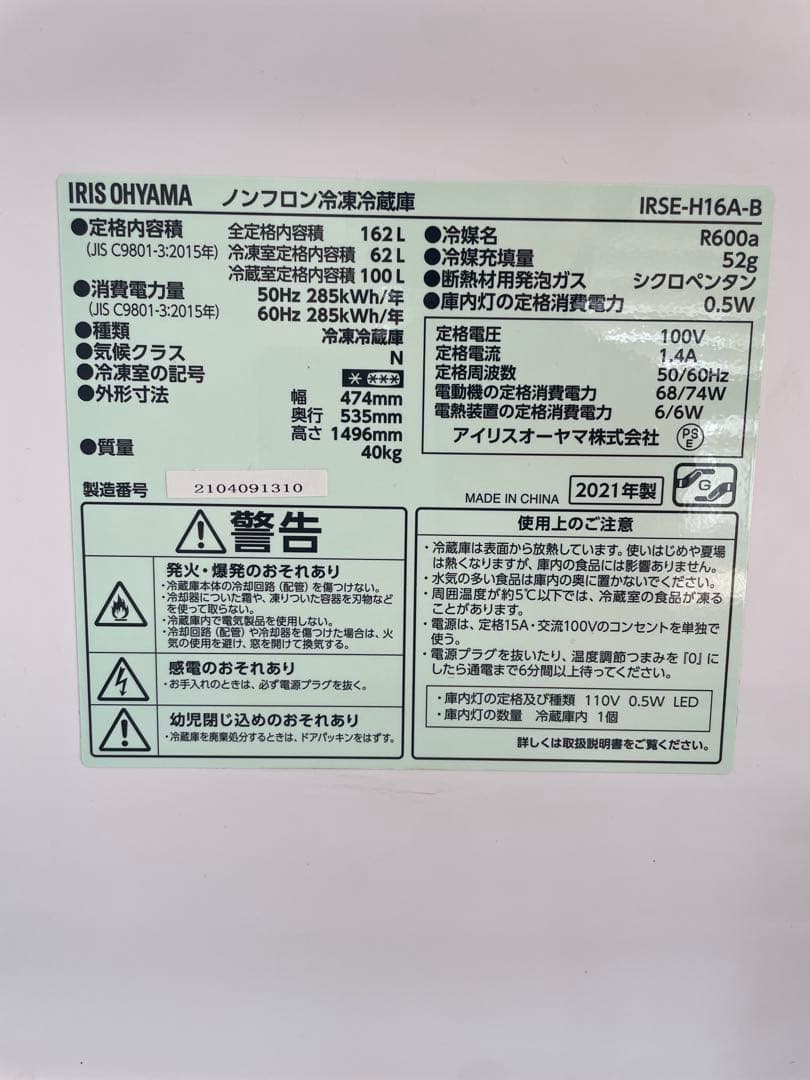 IRIS OHYAMA ノンフロン冷凍冷蔵庫 IRSE-H16A-B
●定格内容積 全定格内容積 162L
(JIS C9801-3:2015年) 冷凍室定格内容積 62L
冷蔵室定格内容積 100L
●消費電力量 50Hz 285kWh/年
(JIS C9801-3:2015年) 60Hz 285kWh/年
●種類 冷凍冷蔵庫
●気候クラス N
●冷凍室の記号
●外形寸法 幅 474mm
奥行 535mm
高さ 1496mm
●質量 40kg
製造番号 2104091310
●冷媒名 R600a
●冷媒充填量 52g
●断熱材用発泡ガス シクロペンタン
●庫内灯の定格消費電力 0.5W
定格電圧 100V
定格電流 1.4A
定格周波数 50/60Hz
電動機の定格消費電力 68/74W
電熱装置の定格消費電力 6/6W
アイリスオーヤマ株式会社 PSE
MADE IN CHINA 2021年製 G
警告
発火・爆発のおそれあり
・冷蔵庫本体の冷却回路(配管)を傷つけない。
・冷却器についた霜や、凍りついた容器を刃物など
を使って取らない。
・冷蔵庫内で電気製品を使用しない。
・冷却回路(配管)や冷却器を傷つけた場合は、火
気の使用を避け、窓を開けて換気する。
感電のおそれあり
・お手入れのときは、必ず電源プラグを抜く。
幼児閉じ込めのおそれあり
・冷蔵庫を廃棄処分するときは、ドアパッキンをはずす。
使用上のご注意
・冷蔵庫は表面から放熱しています。使いはじめや夏場
は熱くなりますが、庫内の食品には影響ありません。
・水気の多い食品は庫内の奥に置かないでください。
・周囲温度が約5℃以下では、冷蔵室の食品が凍る
ことがあります。
・電源は、定格15A・交流100Vのコンセントを単独で
使う。
・電源プラグを抜いたり、温度調節つまみを『0』に
したら通電まで6分間以上待ってください。
・庫内灯の定格及び種類 110V 0.5W LED
・庫内灯の数量 冷蔵庫内 1個
詳しくは取扱説明書をご覧ください。